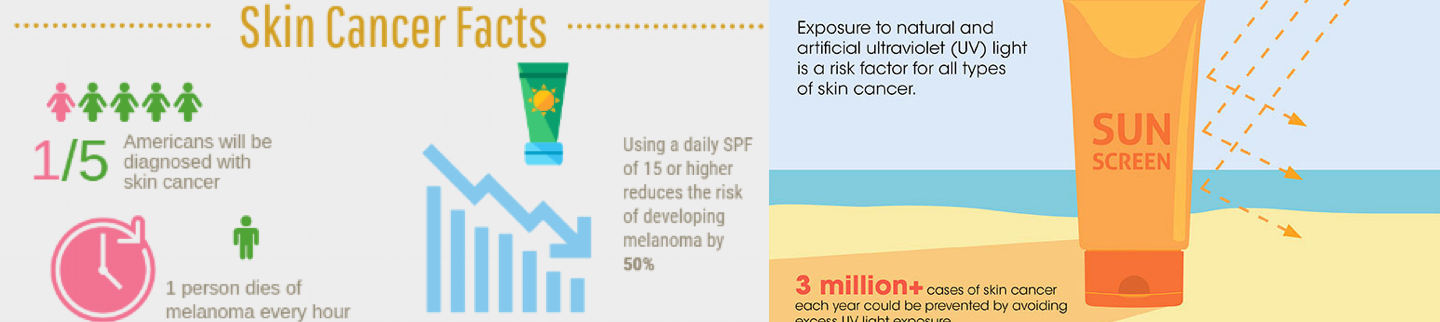 Skin Cancer Facts
1/5
Americans will be
diagnosed with
skin cancer
1 person dies of
melanoma every hour
Using a daily SPF
of 15 or higher
reduces the risk
of developing
melanoma by
50%
Exposure to natural and
artificial ultraviolet (UV) light
is a risk factor for all types
of skin cancer.
SUN
SCREEN
3 million+ cases of skin cancer
each year could be prevented by avoiding
excess UV light exposure